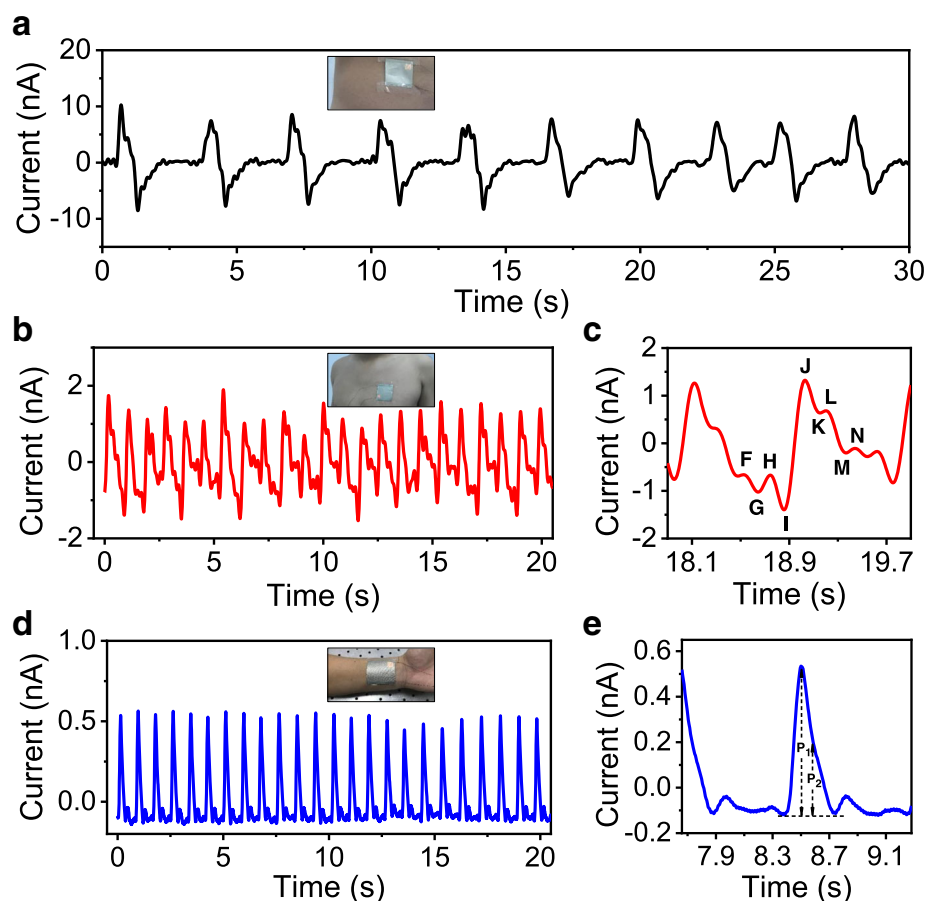 a
Current (nA)
20
10
0
-10
0 5 10 15 20 25 30
Time (s)
b
Current (nA)
2
0
-2
0 5 10 15 20
Time (s)
c
Current (nA)
2
1
0
-1
-2
J
L
K
N
M
F
H
G
I
18.1 18.9 19.7
Time (s)
d
Current (nA)
1.0
0.5
0.0
0 5 10 15 20
Time (s)
e
Current (nA)
0.6
0.4
0.2
0.0
-0.2
P1
P2
7.9 8.3 8.7 9.1
Time (s)